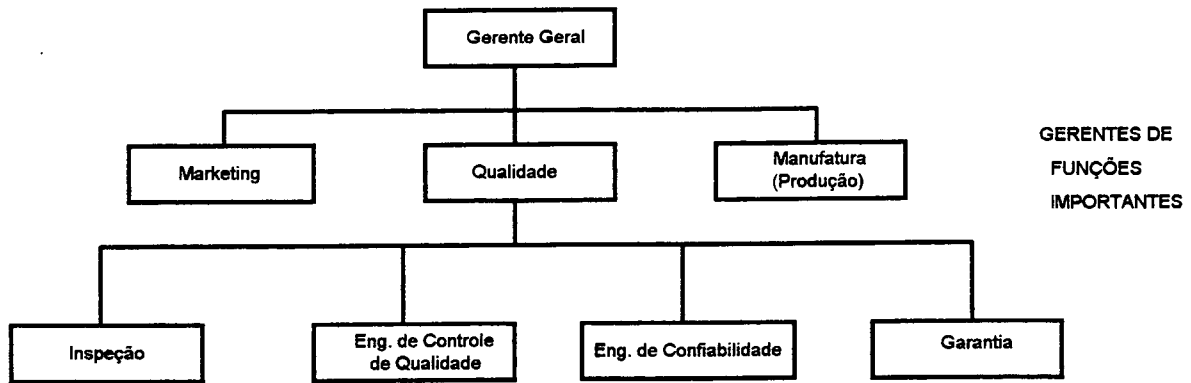 Gerente Geral
Marketing
Qualidade
Manufatura
(Produção)
GERENTES DE
FUNÇÕES
IMPORTANTES
Inspeção
Eng. de Controle
de Qualidade
Eng. de Confiabilidade
Garantia